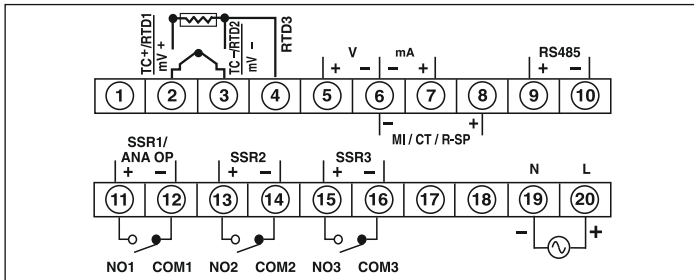 TC+/RTD1
mV +
TC-/RTD2
mV -
RTD3
V
+ -
mA
- +
RS485
+ -
1 2 3 4 5 6 7 8 9 10
- +
MI / CT / R-SP
SSR1/
ANA OP
+ -
SSR2
+ -
SSR3
+ -
N L
11 12 13 14 15 16 17 18 19 20
- +
NO1 COM1 NO2 COM2 NO3 COM3